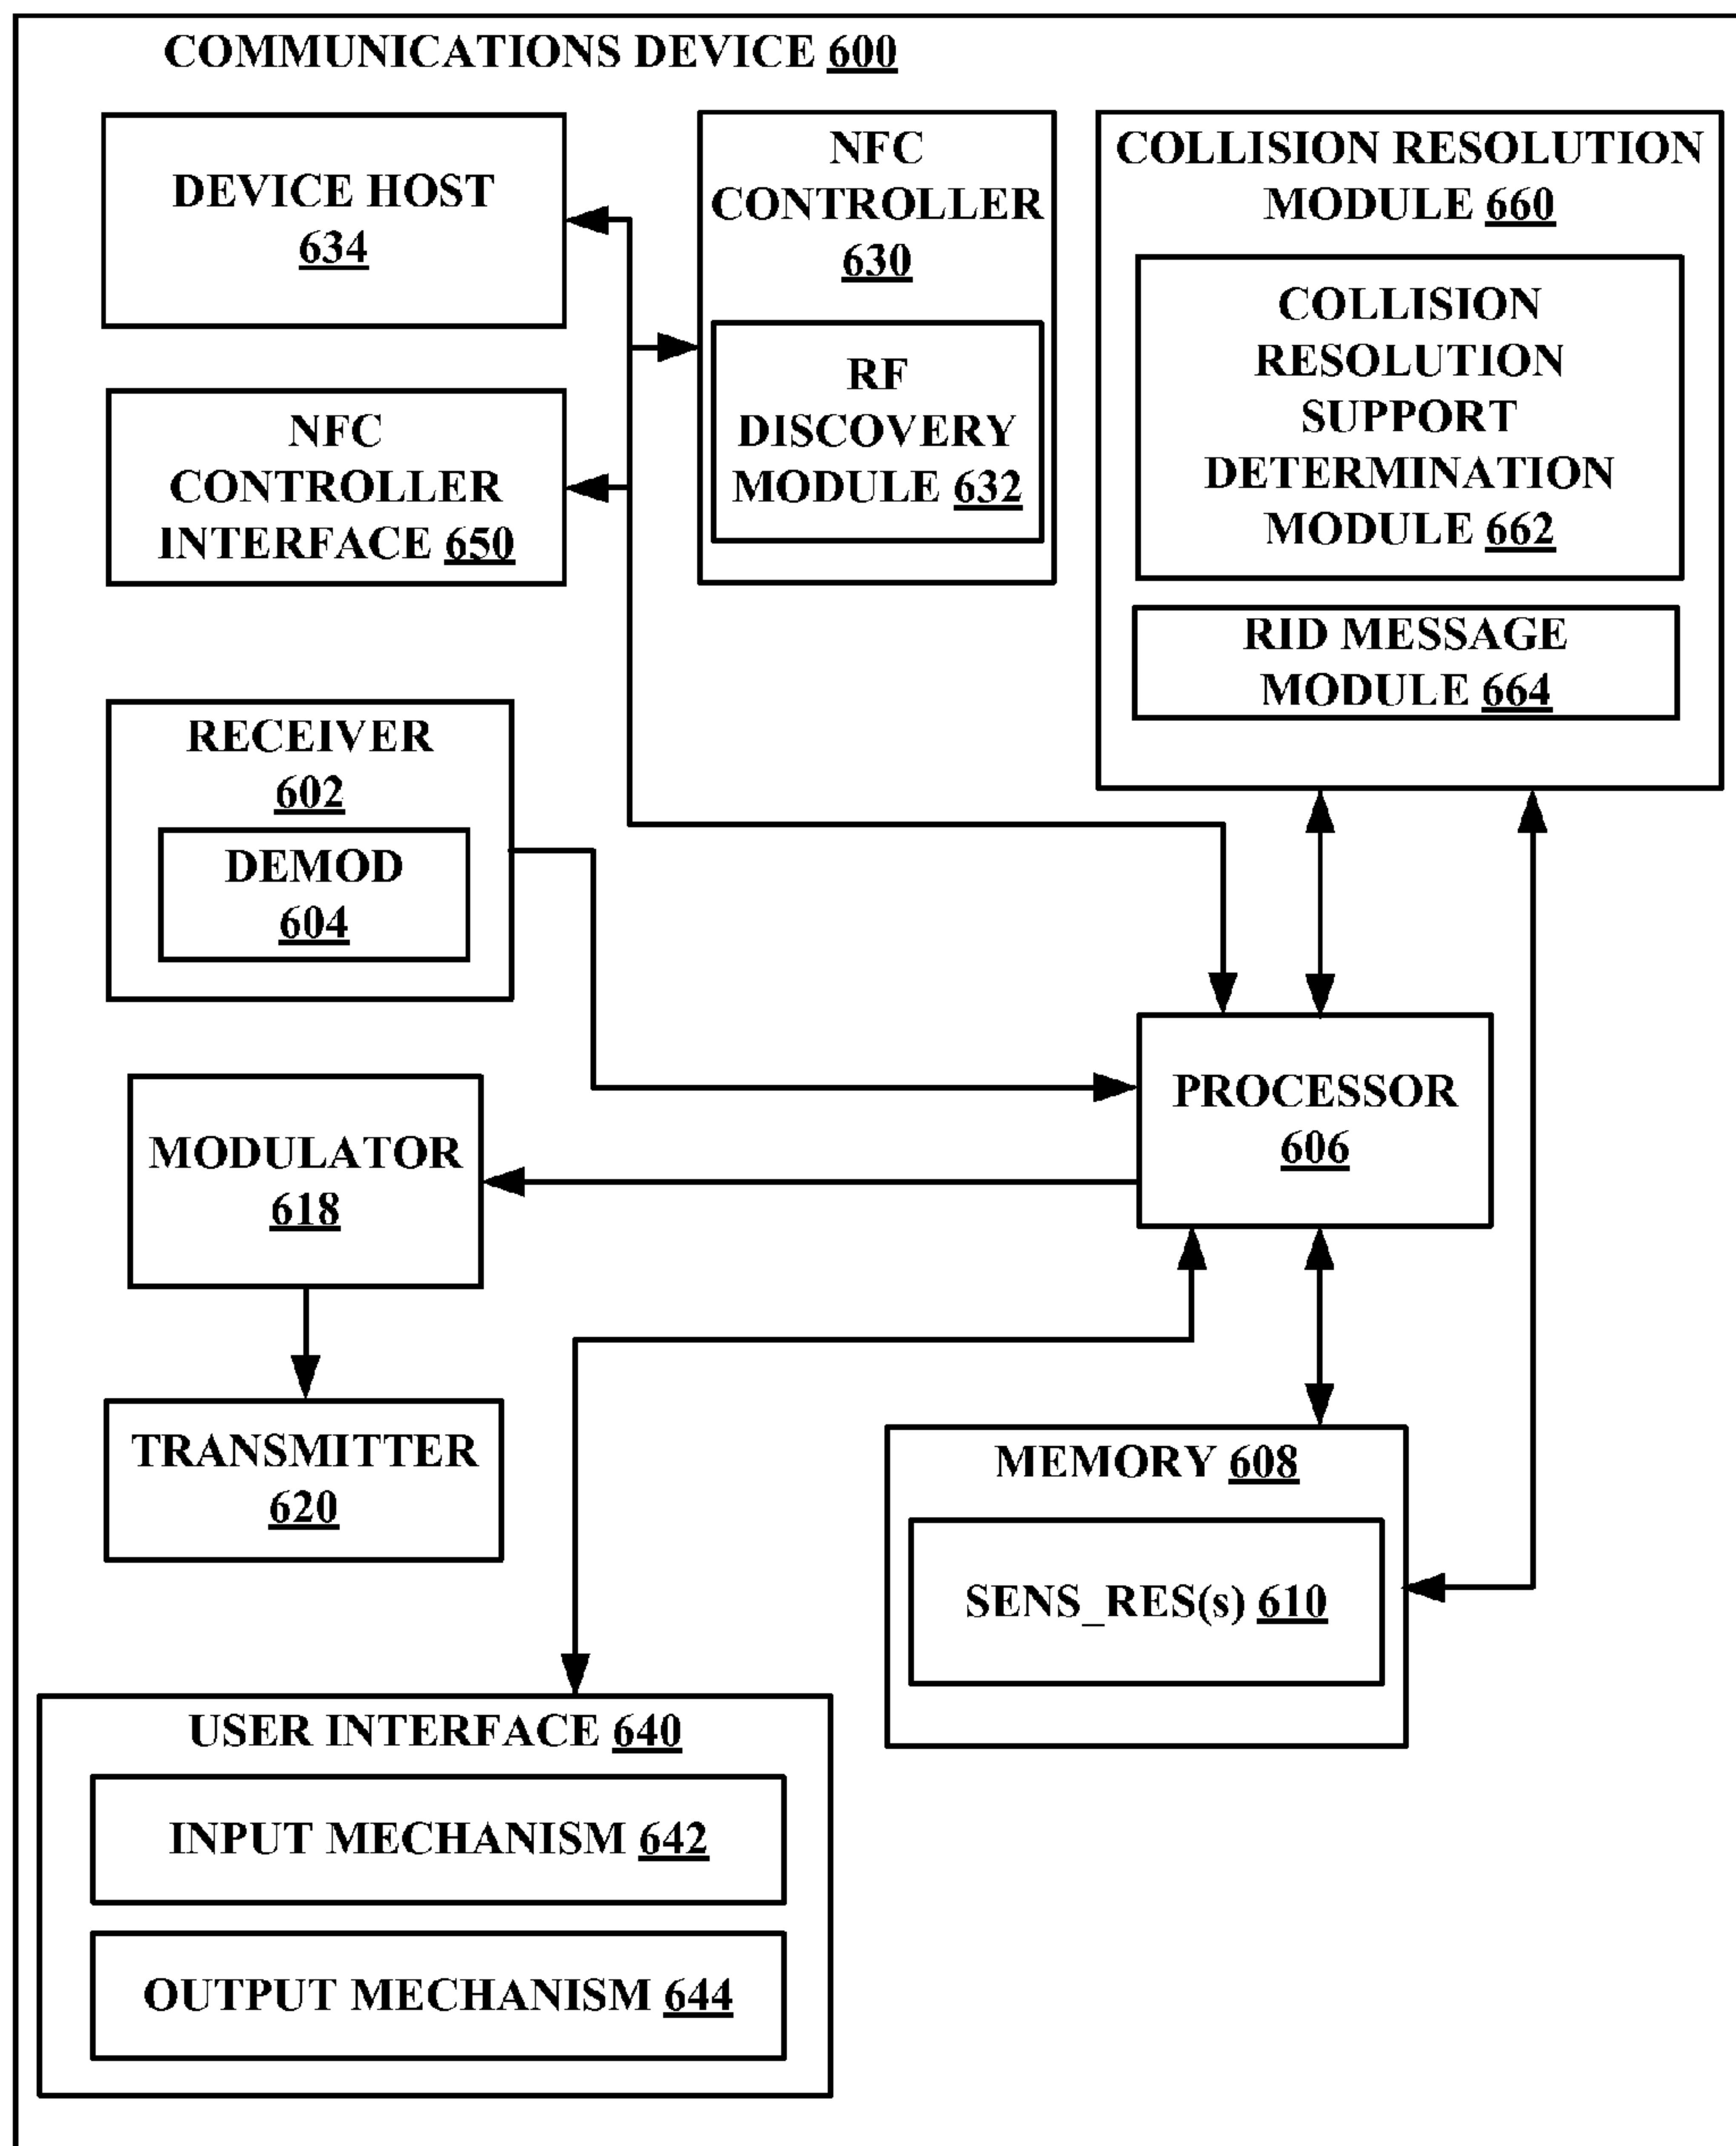 COMMUNICATIONS DEVICE 600
DEVICE HOST
634
NFC
CONTROLLER
630
RF
DISCOVERY
MODULE 632
COLLISION RESOLUTION
MODULE 660
COLLISION
RESOLUTION
SUPPORT
DETERMINATION
MODULE 662
RID MESSAGE
MODULE 664
NFC
CONTROLLER
INTERFACE 650
RECEIVER
602
DEMOD
604
PROCESSOR
606
MODULATOR
618
TRANSMITTER
620
MEMORY 608
SENS_RES(s) 610
USER INTERFACE 640
INPUT MECHANISM 642
OUTPUT MECHANISM 644